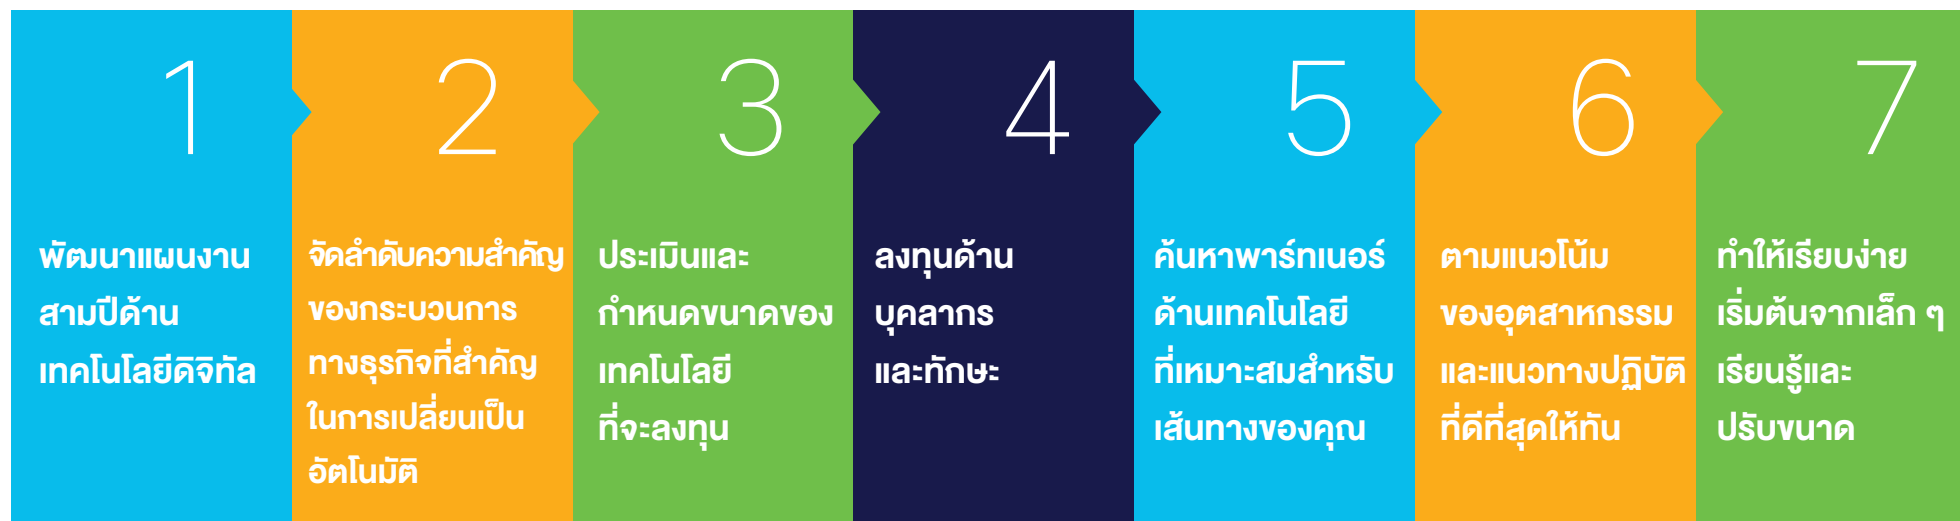 1
พัฒนาแผนงาน
สามปีด้าน
เทคโนโลยีดิจิทัล
2
จัดลำดับความสำคัญ
ของกระบวนการ
ทางธุรกิจที่สำคัญ
ในการเปลี่ยนเป็น
อัตโนมัติ
3
ประเมินและ
กำหนดขนาดของ
เทคโนโลยี
ที่จะลงทุน
4
ลงทุนด้าน
บุคลากร
และทักษะ
5
ค้นหาพาร์ทเนอร์
ด้านเทคโนโลยี
ที่เหมาะสมสำหรับ
เส้นทางของคุณ
6
ตามแนวโน้ม
ของอุตสาหกรรม
และแนวทางปฏิบัติ
ที่ดีที่สุดให้ทัน
7
ทำให้เรียบง่าย
เริ่มต้นจากเล็ก ๆ
เรียนรู้และ
ปรับขนาด